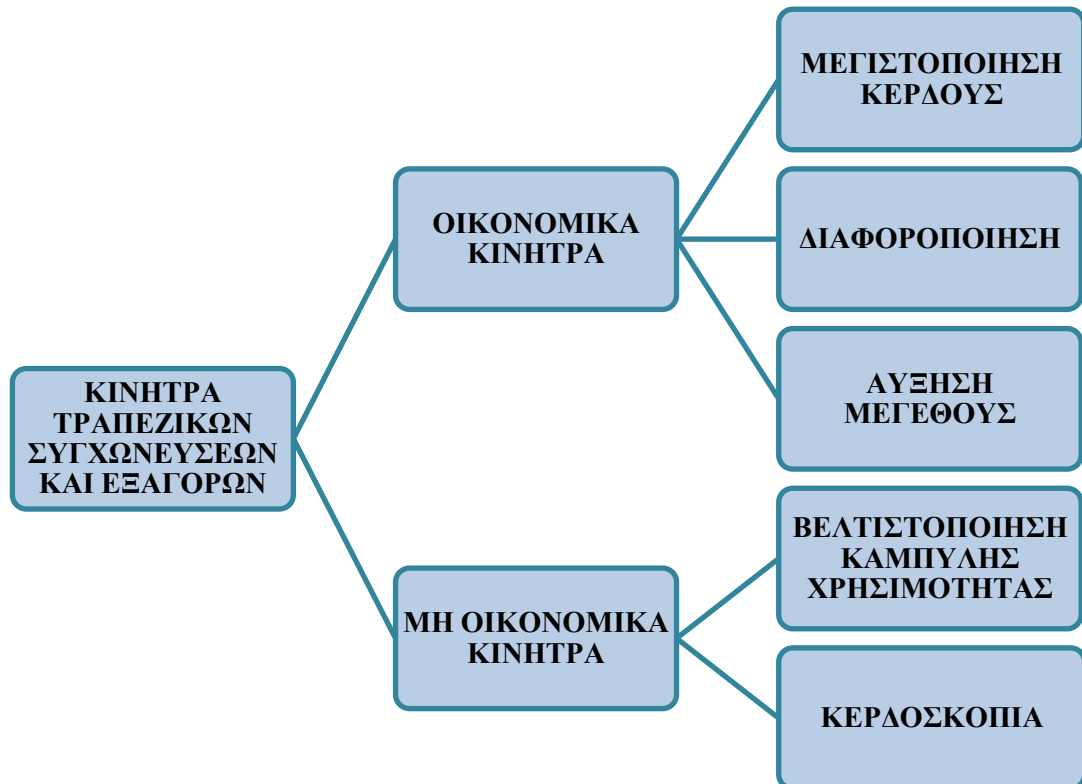 ΚΙΝΗΤΡΑ
ΤΡΑΠΕΖΙΚΩΝ
ΣΥΓΧΩΝΕΥΣΕΩΝ
ΚΑΙ ΕΞΑΓΟΡΩΝ
ΟΙΚΟΝΟΜΙΚΑ
ΚΙΝΗΤΡΑ
ΜΕΓΙΣΤΟΠΟΙΗΣΗ
ΚΕΡΔΟΥΣ
ΔΙΑΦΟΡΟΠΟΙΗΣΗ
ΑΥΞΗΣΗ
ΜΕΓΕΘΟΥΣ
ΜΗ ΟΙΚΟΝΟΜΙΚΑ
ΚΙΝΗΤΡΑ
ΒΕΛΤΙΣΤΟΠΟΙΗΣΗ
ΚΑΜΠΥΛΗΣ
ΧΡΗΣΙΜΟΤΗΤΑΣ
ΚΕΡΔΟΣΚΟΠΙΑ